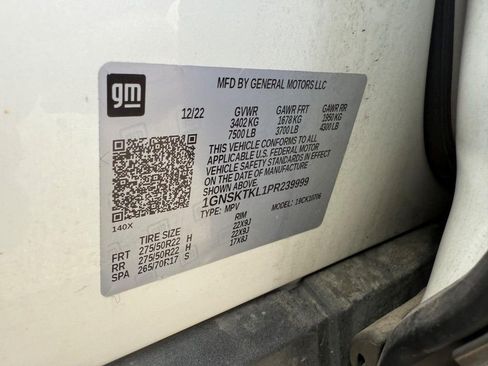 gm
MFD BY GENERAL MOTORS LLC
12/22 GVWR GAWR FRT GAWR RR
3402 KG 1678 KG 1950 KG
7500 LB 3700 LB 4300 LB
THIS VEHICLE CONFORMS TO ALL
APPLICABLE U.S. FEDERAL MOTOR
VEHICLE SAFETY STANDARDS IN EFFECT
ON THE DATE OF MANUFACTURE
SHOWN ABOVE.
1GNSKTKL1PR239999
TYPE: MPV 19CK10706
140X
TIRE SIZE RIM
FRT 275/50R22 H 22X9J
RR 275/50R22 H 22X9J
SPA 265/70R17 S 17X8J